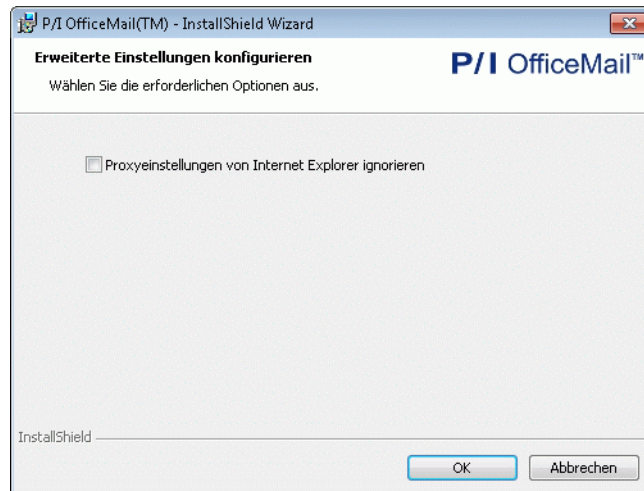 P/I OfficeMail(TM) - InstallShield Wizard
Erweiterte Einstellungen konfigurieren
Wählen Sie die erforderlichen Optionen aus.
P/I OfficeMail™
Proxyeinstellungen von Internet Explorer ignorieren
InstallShield
OK
Abbrechen